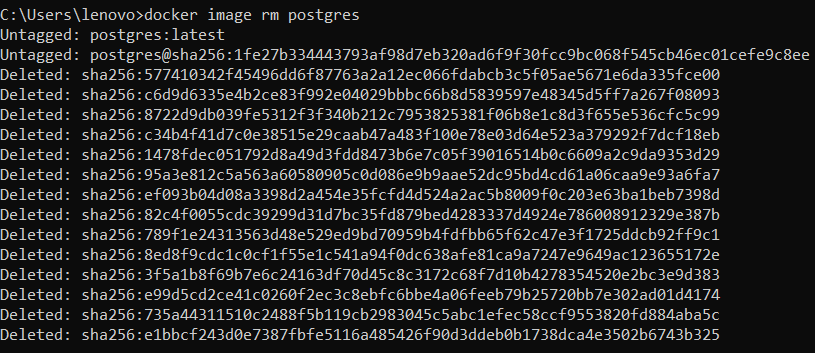 C:\Users\lenovo>docker image rm postgres
Untagged: postgres:latest
Untagged: postgres@sha256:1fe27b334443793af98d7eb320ad6f9f30fcc9bc068f545cb46ec01cefe9c8ee
Deleted: sha256:577410342f45496dd6f87763a2a12ec066fdabcb3c5f05ae5671e6da335fce00
Deleted: sha256:c6d9d6335e4b2ce83f992e04029bbbc66b8d5839597e48345d5ff7a267f08093
Deleted: sha256:8722d9db039fe5312f3f340b212c7953825381f06b8e1c8d3f655e536cfc5c99
Deleted: sha256:c34b4f41d7c0e38515e29caab47a483f100e78e03d64e523a379292f7dcf18eb
Deleted: sha256:1478fdec051792d8a49d3fdd8473b6e7c05f39016514b0c6609a2c9da9353d29
Deleted: sha256:95a3e812c5a563a60580905c0d086e9b9aae52dc95bd4cd61a06caa9e93a6fa7
Deleted: sha256:ef093b04d08a3398d2a454e35fcfd4d524a2ac5b8009f0c203e63ba1beb7398d
Deleted: sha256:82c4f0055cdc39299d31d7bc35fd879bed4283337d4924e786008912329e387b
Deleted: sha256:789f1e24313563d48e529ed9bd70959b4fdfbb65f62c47e3f1725ddcb92ff9c1
Deleted: sha256:8ed8f9cdc1c0cf1f55e1c541a94f0dc638afe81ca9a7247e9649ac123655172e
Deleted: sha256:3f5a1b8f69b7e6c24163df70d45c8c3172c68f7d10b4278354520e2bc3e9d383
Deleted: sha256:e99d5cd2ce41c0260f2ec3c8ebfc6bbe4a06feeb79b25720bb7e302ad01d4174
Deleted: sha256:735a44311510c2488f5b119cb2983045c5abc1efec58ccf9553820fd884aba5c
Deleted: sha256:e1bbcf243d0e7387fbfe5116a485426f90d3ddeb0b1738dca4e3502b6743b325